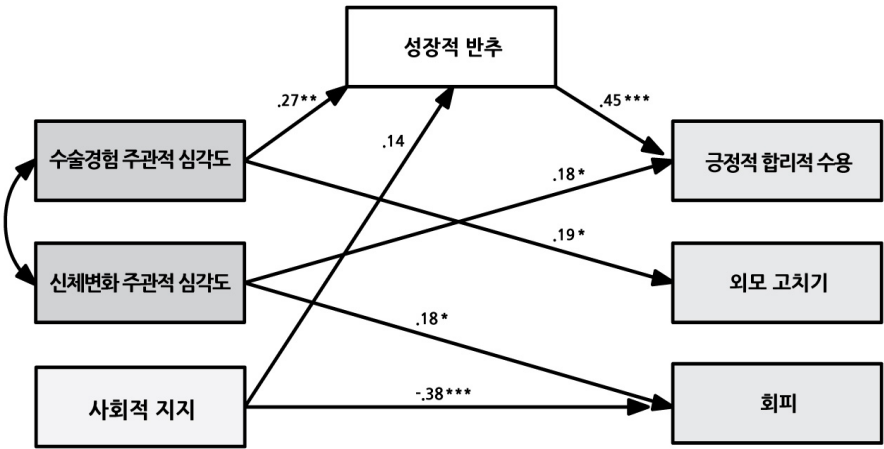 성장적 반추
.27**
.45***
.14
수술경험 주관적 심각도
긍정적 합리적 수용
.18*
.19*
신체변화 주관적 심각도
외모 고치기
.18*
사회적 지지
-.38***
회피